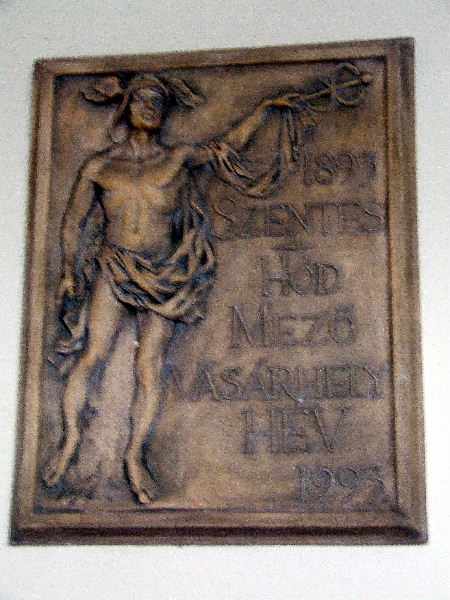 1893
SZENTES
-
HÓD
MEZŐ
VÁSÁRHELY
HÉV
1993